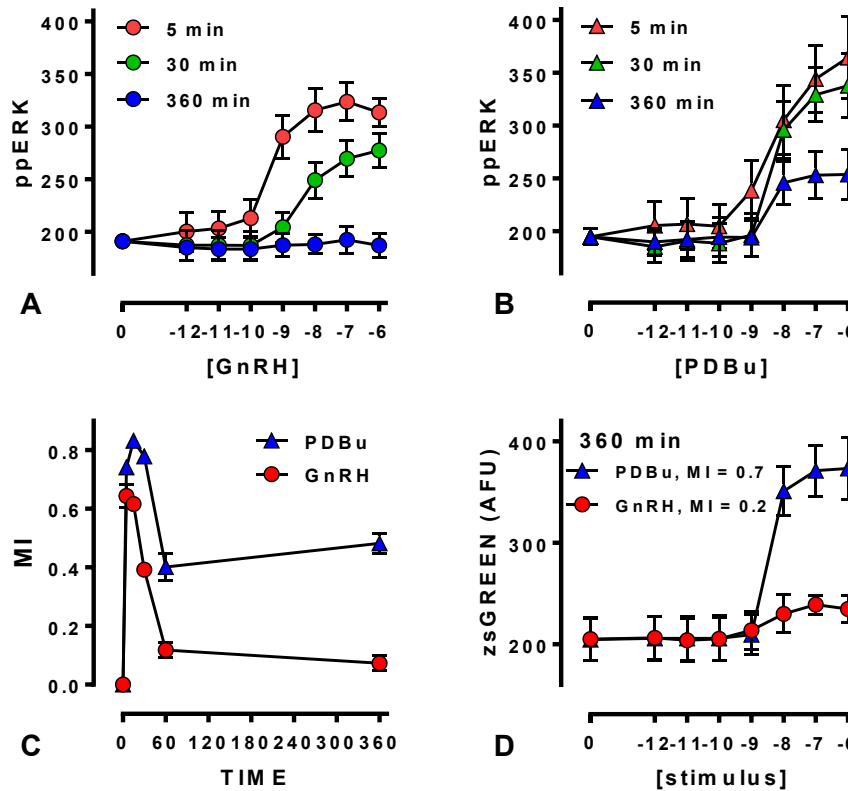 400
350
300
250
200
ppERK
5 min
30 min
360 min
0
-12
-11
-10
-9
-8
-7
-6
[GnRH]
A
400
350
300
250
200
ppERK
5 min
30 min
360 min
0
-12
-11
-10
-9
-8
-7
[PDBu]
B
0.8
0.6
0.4
0.2
0.0
MI
PDBu
GnRH
0 60 120 180 240 300 360
TIME
C
400
300
200
zsGREEN (AFU)
360 min
PDBu, MI = 0.7
GnRH, MI = 0.2
0
-12
-11
-10
-9
-8
-7
[stimulus]
D